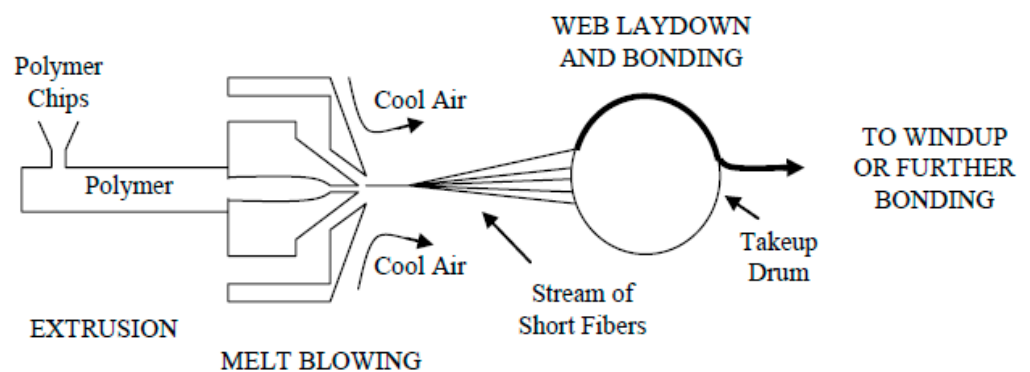 WEB LAYDOWN
AND BONDING
Polymer
Chips
Cool Air
TO WINDUP
OR FURTHER
BONDING
Polymer
Takeup
Drum
Cool Air
Stream of
Short Fibers
EXTRUSION
MELT BLOWING